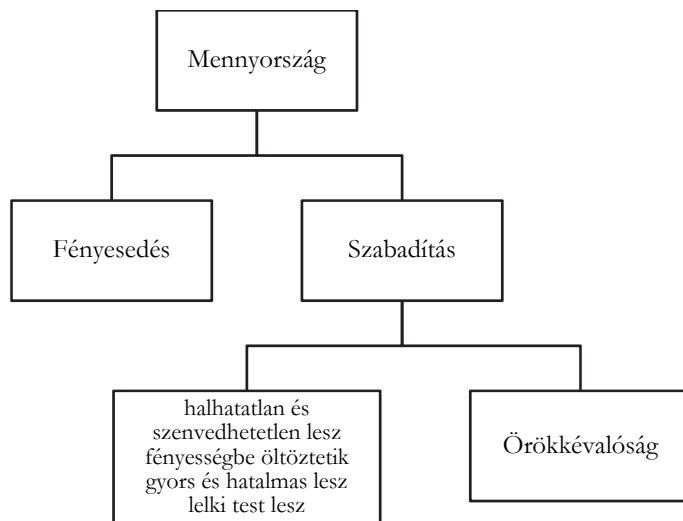 Mennyország
Fényesedés
Szabadítás
halhatatlan és
szenvedhetetlen lesz
fényességbe öltöztetik
gyors és hatalmas lesz
lelki test lesz
Örökkévalóság